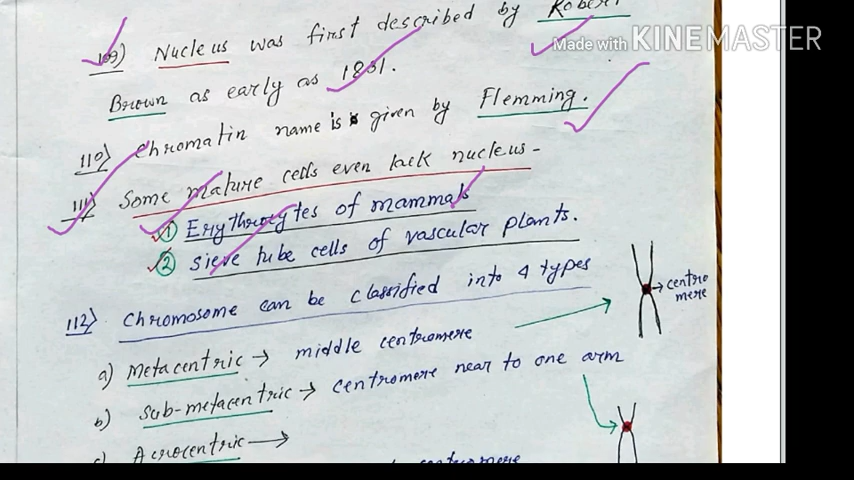 109) Nucleus was first described by Robert
Made with KINEMASTER
Brown as early as 1831.
110) Chromatin name is given by Flemming.
111) Some mature cells even lack nucleus-
① Erythrocytes of mammals
② sieve tube cells of vascular plants.
112) Chromosome can be classified into 4 types
centro
mere
a) Metacentric → middle centromere
b) Sub-metacentric → centromere near to one arm
c) Acrocentric →
centromere